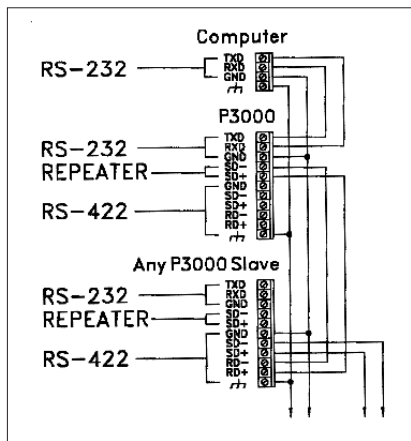 Computer
TXD
RS-232 RXD
GND
P3000
TXD
RS-232 RXD
GND
REPEATER SD-
SD+
GND
SD-
RS-422 SD+
RD-
RD+
Any P3000 Slave
TXD
RS-232 RXD
GND
REPEATER SD-
SD+
GND
SD-
RS-422 SD+
RD-
RD+